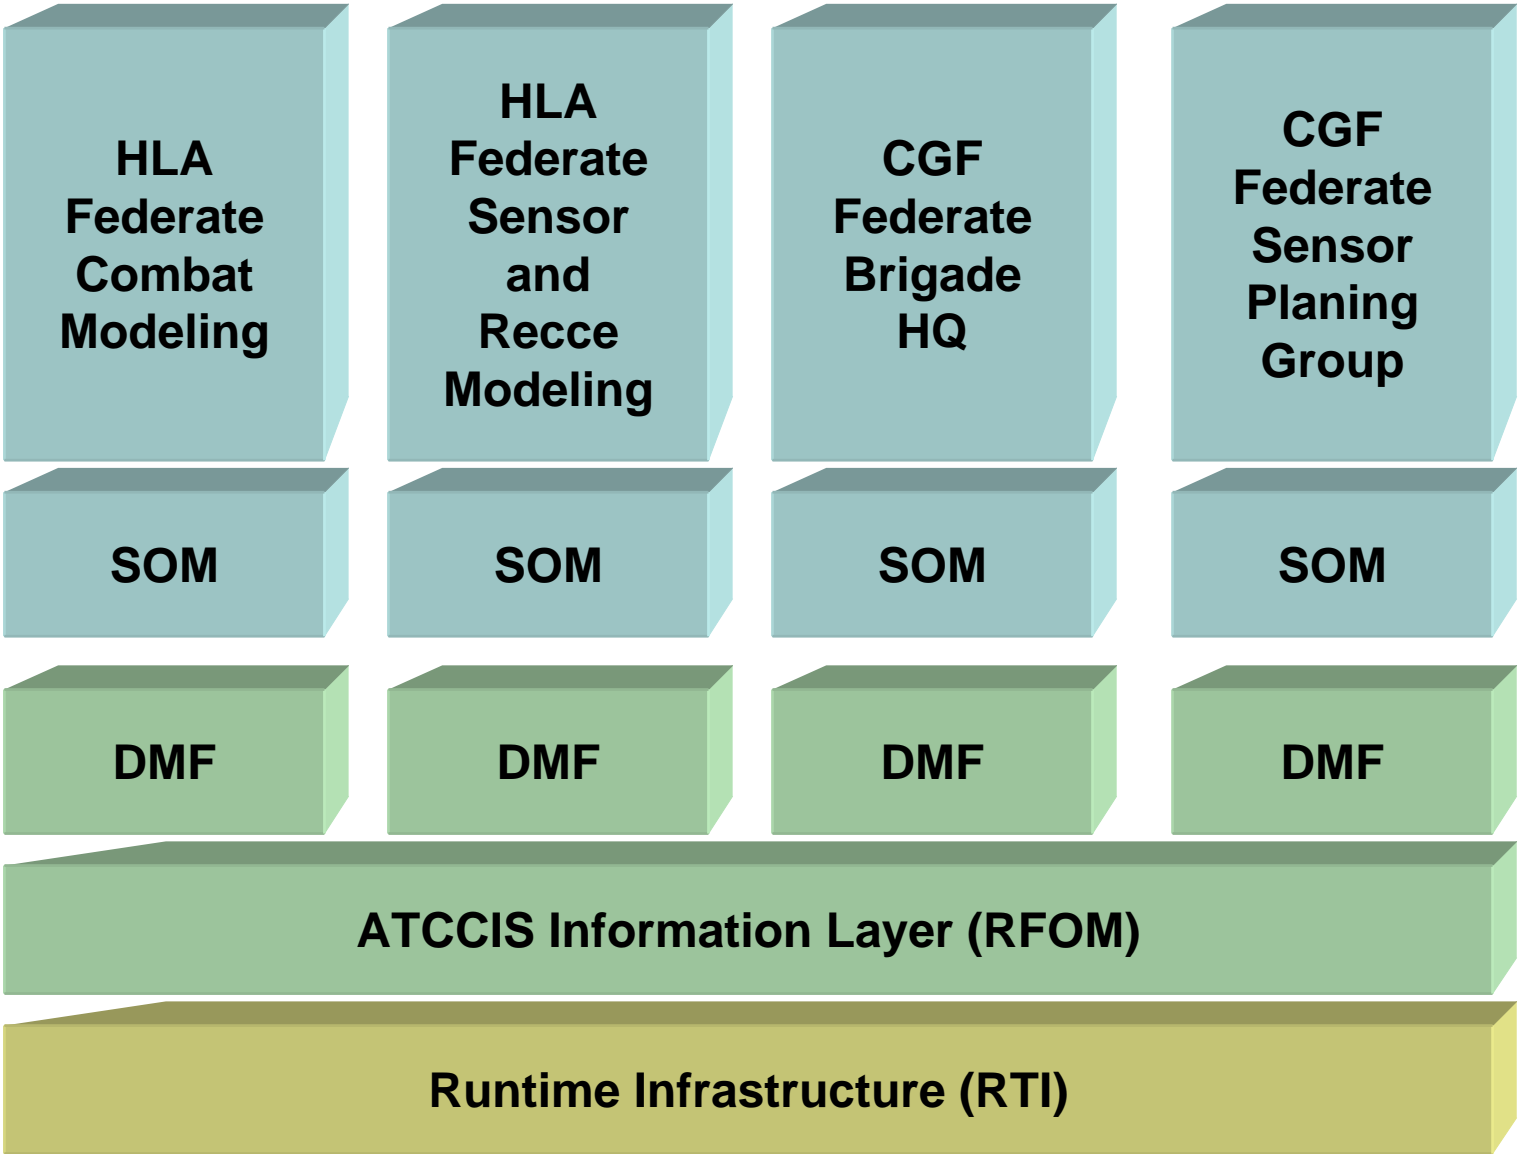 HLA
Federate
Combat
Modeling
HLA
Federate
Sensor
and
Recce
Modeling
CGF
Federate
Brigade
HQ
CGF
Federate
Sensor
Planing
Group
SOM
SOM
SOM
SOM
DMF
DMF
DMF
DMF
ATCCIS Information Layer (RFOM)
Runtime Infrastructure (RTI)